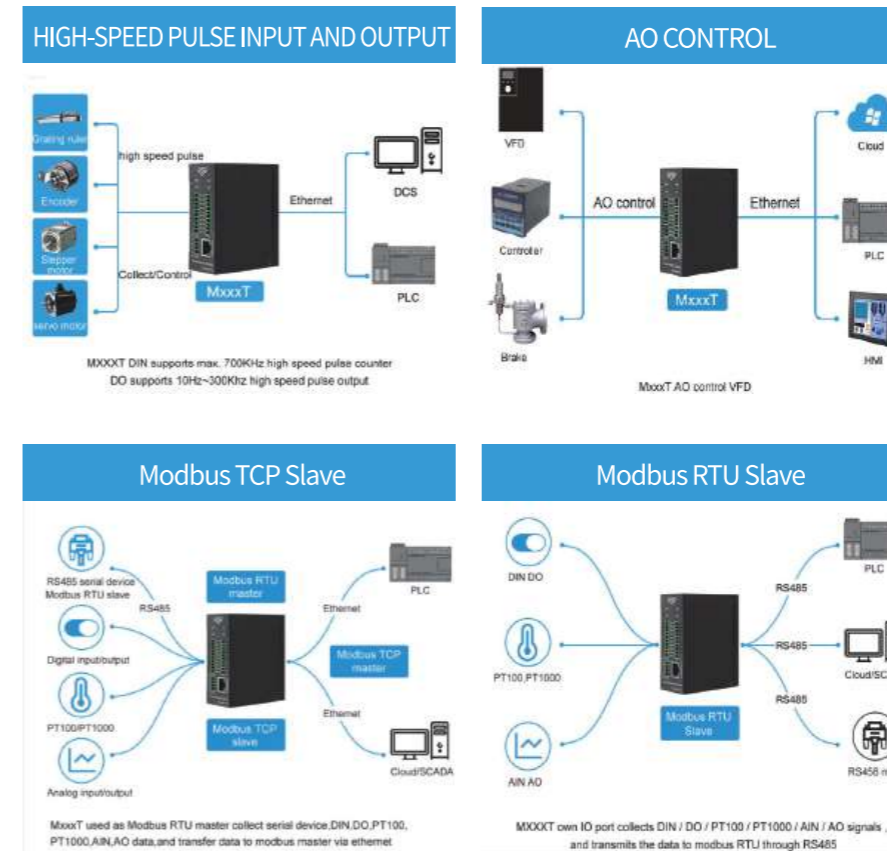 HIGH-SPEED PULSE INPUT AND OUTPUT
Grating ruler
Encoder
Stepper
motor
servo motor
high speed pulse
Collect/Control
MxxxT
Ethernet
DCS
PLC
MXXXT DIN supports max. 700KHz high speed pulse counter
DO supports 10Hz~300Khz high speed pulse output
AO CONTROL
VFD
Controller
Brake
AO control
MxxxT
Ethernet
Cloud
PLC
HMI
MxxxT AO control VFD
Modbus TCP Slave
RS485 serial device
Modbus RTU slave
RS485
Digital input/output
PT100/PT1000
Analog input/output
Modbus RTU
master
Modbus TCP
slave
Ethernet
Modbus TCP
master
Ethernet
PLC
Cloud/SCADA
MxxxT used as Modbus RTU master collect serial device,DIN,DO,PT100,
PT1000,AIN,AO data,and transfer data to modbus master via ethernet
Modbus RTU Slave
DIN DO
PT100,PT1000
AIN AO
Modbus RTU
Slave
RS485
RS485
RS485
PLC
Cloud/SC
RS456 m
MXXXT own IO port collects DIN / DO / PT100 / PT1000 / AIN / AO signals ,
and transmits the data to modbus RTU through RS485